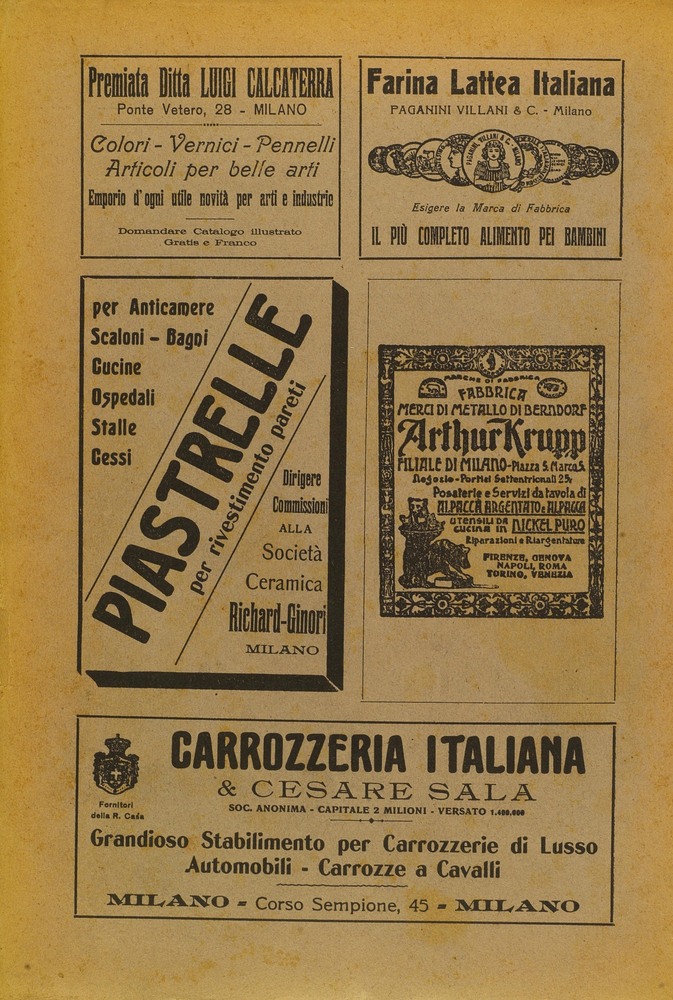 Premiata Ditta LUIGI CALCATERRA
Ponte Vetero, 28 - MILANO
Colori - Vernici - Pennelli
Articoli per belle arti
Emporio d'ogni utile novità per arti e industrie
Domandare Catalogo illustrato
Gratis e Franco
Farina Lattea Italiana
PAGANINI VILLANI & C. - Milano
PAGANINI, VILLANI & C. - MILANO
Esigere la Marca di Fabbrica
IL PIÙ COMPLETO ALIMENTO PEI BAMBINI
per Anticamere
Scaloni - Bagni
Cucine
Ospedali
Stalle
Cessi
PIASTRELLE
per rivestimento pareti
Dirigere
Commissioni
ALLA
Società
Ceramica
Richard-Ginori
MILANO
MARCHE DI FABBRICA
FABBRICA
MERCI DI METALLO DI BERNDORF
Arthur Krupp
FILIALE DI MILANO - Piazza S. Marco 5
Negozio - Portici Settentrionali 25
Posaterie e Servizi da tavola di
ALPACCA ARGENTATO e ALPACCA
UTENSILI DA
CUCINA IN NICKEL PURO
Riparazioni e Riargentature
FIRENZE, GENOVA
NAPOLI, ROMA
TORINO, VENEZIA
CARROZZERIA ITALIANA
& CESARE SALA
Fornitori
della R. Casa
SOC. ANONIMA - CAPITALE 2 MILIONI - VERSATO
Grandioso Stabilimento per Carrozzerie di Lusso
Automobili - Carrozze a Cavalli
MILANO - Corso Sempione, 45 - MILANO